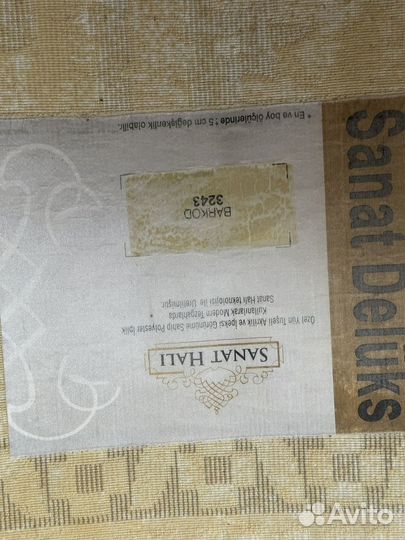 SANAT HALI
Özel Yün Tuşeli Akrilik ve İpeksi Görünüme Sahip Polyester İplik
Kullanılarak Modern Tezgahlarda
Sanat Halı teknolojisi ile Üretilmiştir.
BARKOD
3243
* En ve boy ölçülerinde 5 cm değişkenlik olabilir.
Sanat Delüks
Avito